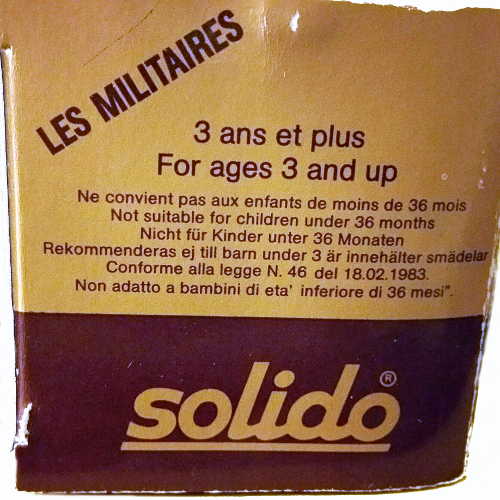 LES MILITAIRES
3 ans et plus
For ages 3 and up
Ne convient pas aux enfants de moins de 36 mois
Not suitable for children under 36 months
Nicht für Kinder unter 36 Monaten
Rekommenderas ej till barn under 3 år innehälter smädelar
Conforme alla legge N. 46 del 18.02.1983.
Non adatto a bambini di eta' inferiore di 36 mesi".
solido®